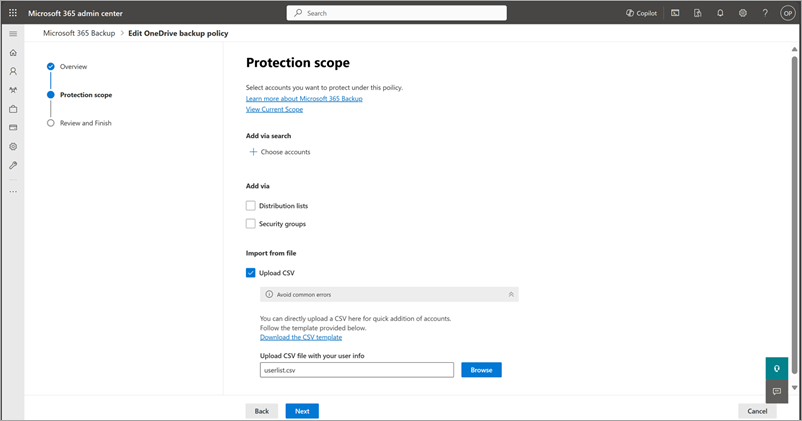 Microsoft 365 admin center
Search
Copilot
?
OP
Microsoft 365 Backup > Edit OneDrive backup policy
Overview
Protection scope
Review and Finish
Protection scope
Select accounts you want to protect under this policy.
Learn more about Microsoft 365 Backup
View Current Scope
Add via search
+ Choose accounts
Add via
Distribution lists
Security groups
Import from file
Upload CSV
Avoid common errors
You can directly upload a CSV here for quick addition of accounts.
Follow the template provided below.
Download the CSV template
Upload CSV file with your user info
userlist.csv
Browse
Back
Next
Cancel